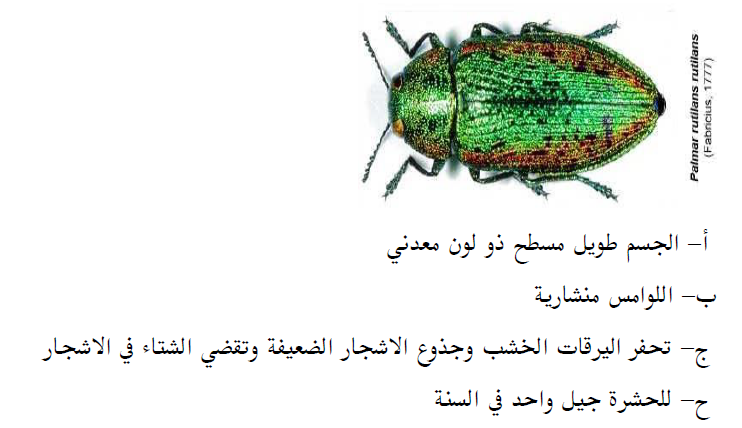 Palmar rutilans rutilans
(Fabricius, 1777)
أ– الجسم طويل مسطح ذو لون معدني
ب– اللوامس منشارية
ج– تحفر اليرقات الخشب وجذوع الاشجار الضعيفة وتقضي الشتاء في الاشجار
ح– للحشرة جيل واحد في السنة